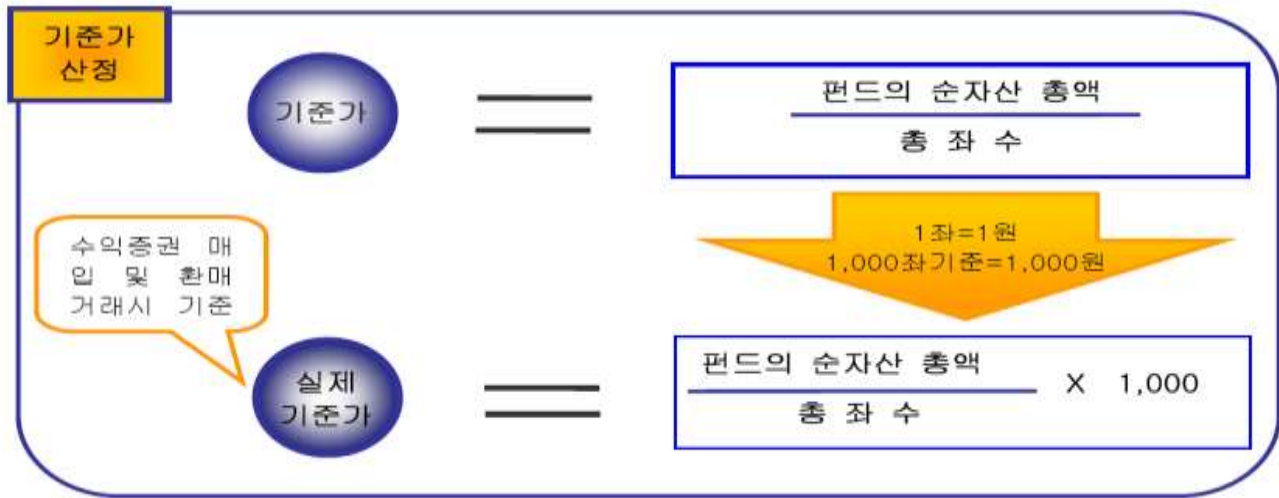 기준가
산정
기준가
펀드의 순자산 총액
총 좌 수
1좌=1원
1,000좌기준=1,000원
수익증권 매
입 및 환매
거래시 기준
실제
기준가
펀드의 순자산 총액
총 좌 수
X 1,000